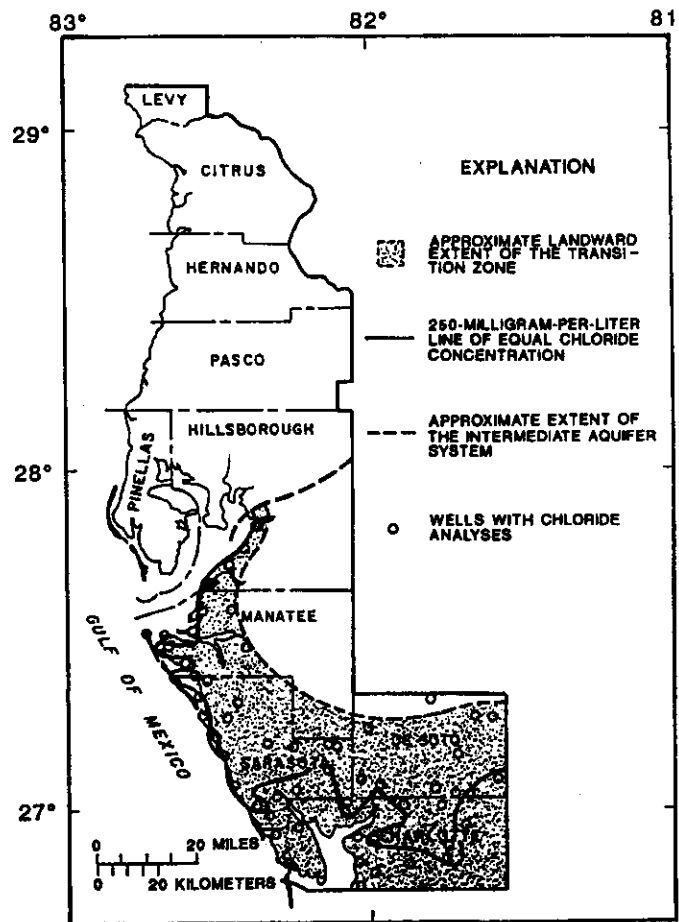 83°
82°
81
29°
28°
27°
LEVY
CITRUS
HERNANDO
PASCO
HILLSBOROUGH
PINELLAS
MANATEE
SARASOTA
DE SOTO
CHARLOTTE
GULF OF MEXICO
EXPLANATION
APPROXIMATE LANDWARD
EXTENT OF THE TRANSI-
TION ZONE
250-MILLIGRAM-PER-LITER
LINE OF EQUAL CHLORIDE
CONCENTRATION
APPROXIMATE EXTENT OF
THE INTERMEDIATE AQUIFER
SYSTEM
WELLS WITH CHLORIDE
ANALYSES
0 20 MILES
0 20 KILOMETERS